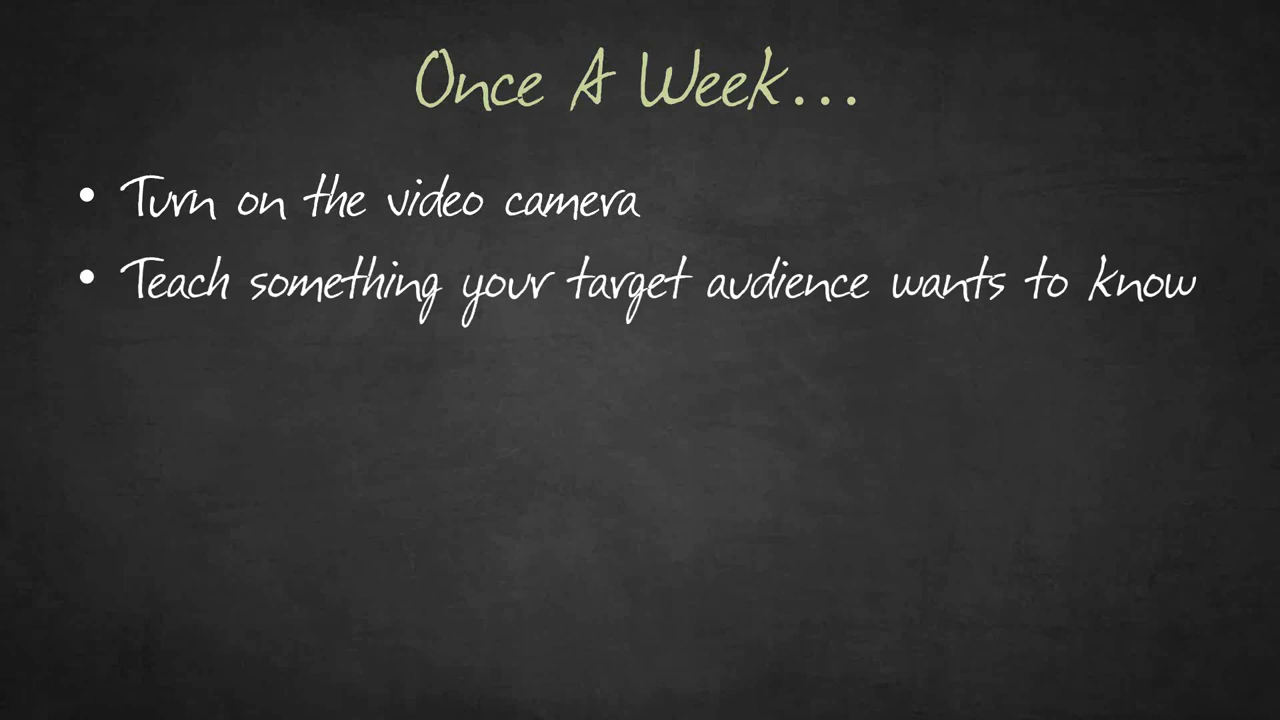 Once A Week...
• Turn on the video camera
• Teach something your target audience wants to know